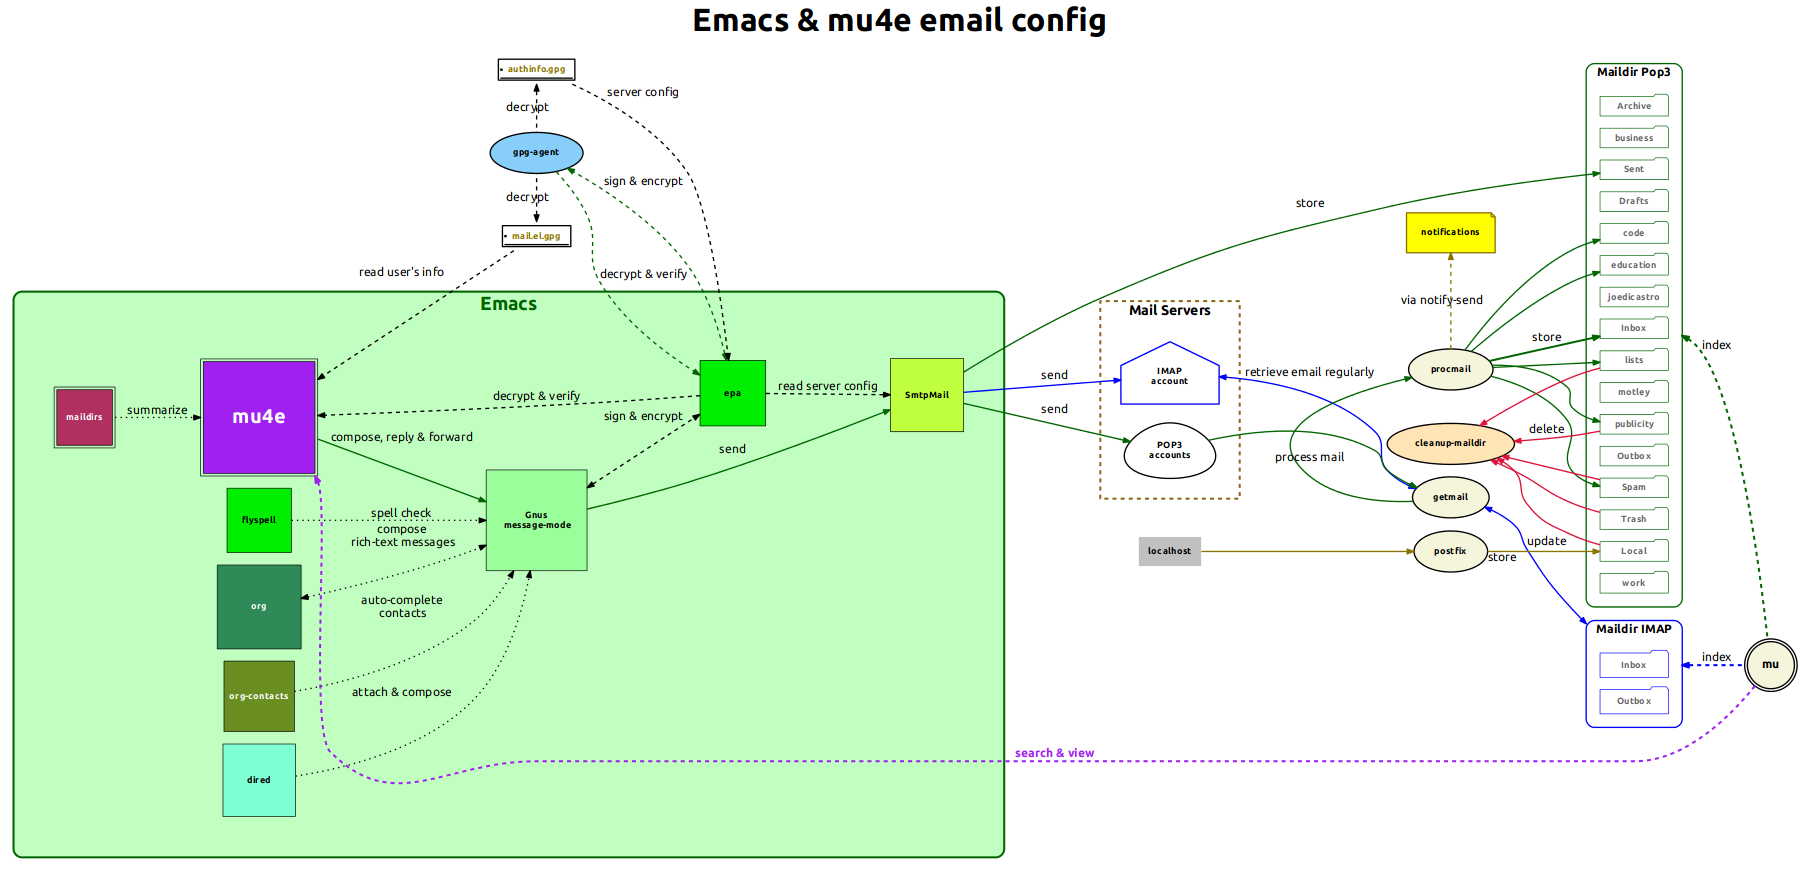 Emacs & mu4e email config
authinfo.gpg
server config
decrypt
gpg-agent
sign & encrypt
decrypt
mail.el.gpg
read user's info
decrypt & verify
Emacs
maildirs
summarize
mu4e
decrypt & verify
sign & encrypt
epa
read server config
SmtpMail
compose, reply & forward
send
flyspell
spell check
compose
rich-text messages
Gnus
message-mode
org
auto-complete
contacts
org-contacts
attach & compose
dired
store
send
send
Mail Servers
IMAP
account
POP3
accounts
retrieve email regularly
process mail
notifications
via notify-send
procmail
store
cleanup-maildir
delete
getmail
localhost
postfix
store
update
Maildir Pop3
Archive
business
Sent
Drafts
code
education
joedicastro
Inbox
lists
motley
publicity
Outbox
Spam
Trash
Local
work
index
Maildir IMAP
Inbox
Outbox
index
mu
search & view